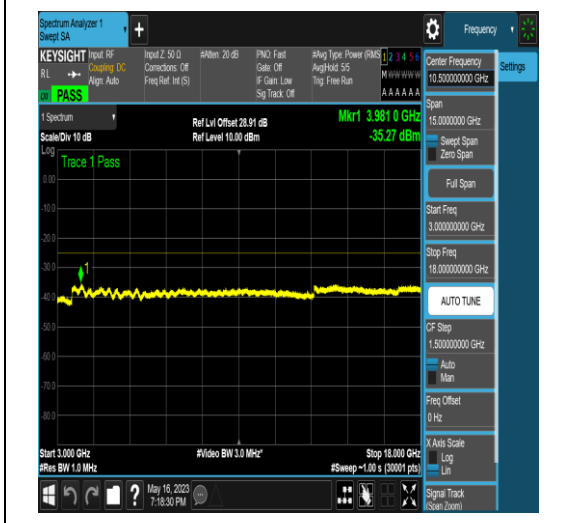 Spectrum Analyzer 1
Swept SA
+
Frequency
KEYSIGHT
RL
PASS
Input: RF
Coupling: DC
Align: Auto
Input Z: 50 Ω
Corrections: Off
Freq Ref: Int (S)
#Atten: 20 dB
PNO: Fast
Gate: Off
IF Gain: Low
Sig Track: Off
#Avg Type: Power (RMS
Avg|Hold: 5/5
Trig: Free Run
1 2 3 4 5 6
M W W W W W
A A A A A A
1 Spectrum
Scale/Div 10 dB
Ref Lvl Offset 28.91 dB
Ref Level 10.00 dBm
Mkr1 3.981 0 GHz
-35.27 dBm
Log
Trace 1 Pass
0.00
-10.0
-20.0
-30.0
-40.0
-50.0
-60.0
-70.0
-80.0
1
Start 3.000 GHz
#Res BW 1.0 MHz
#Video BW 3.0 MHz*
Stop 18.000 GHz
#Sweep ~1.00 s (30001 pts)
Center Frequency
10.500000000 GHz
Settings
Span
15.0000000 GHz
Swept Span
Zero Span
Full Span
Start Freq
3.000000000 GHz
Stop Freq
18.000000000 GHz
AUTO TUNE
CF Step
1.500000000 GHz
Auto
Man
Freq Offset
0 Hz
X Axis Scale
Log
Lin
Signal Track
(Span Zoom)
?
May 16, 2023
7:18:30 PM